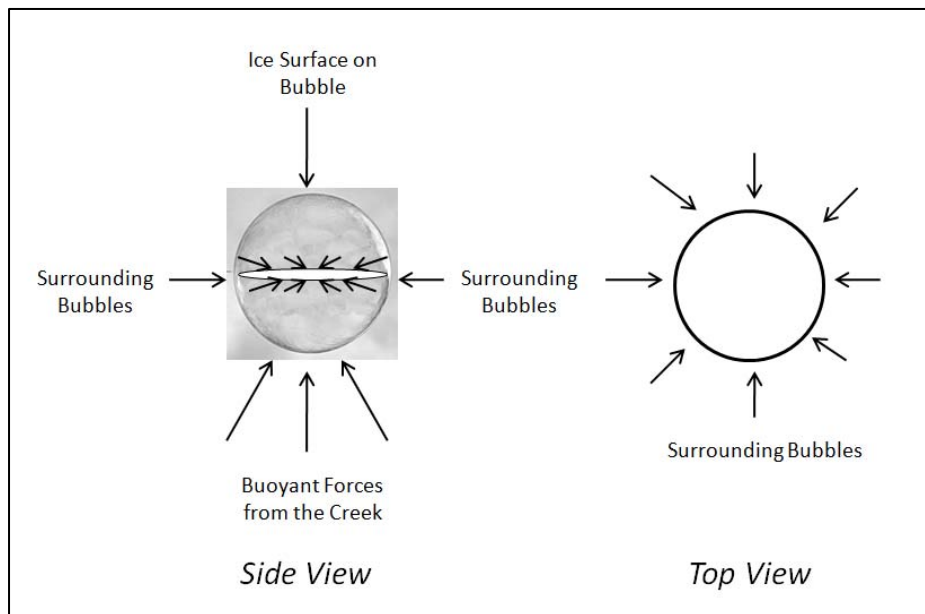 Ice Surface on
Bubble
Surrounding
Bubbles
Surrounding
Bubbles
Buoyant Forces
from the Creek
Side View
Surrounding Bubbles
Top View